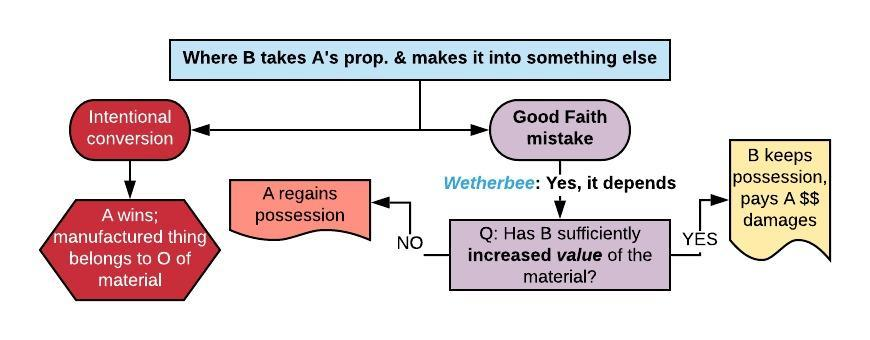 Where B takes A's prop. & makes it into something else
Intentional
conversion
Good Faith
mistake
Wetherbee: Yes, it depends
A wins;
manufactured thing
belongs to O of
material
A regains
possession
NO
Q: Has B sufficiently
increased value of the
material?
YES
B keeps
possession,
pays A $$
damages